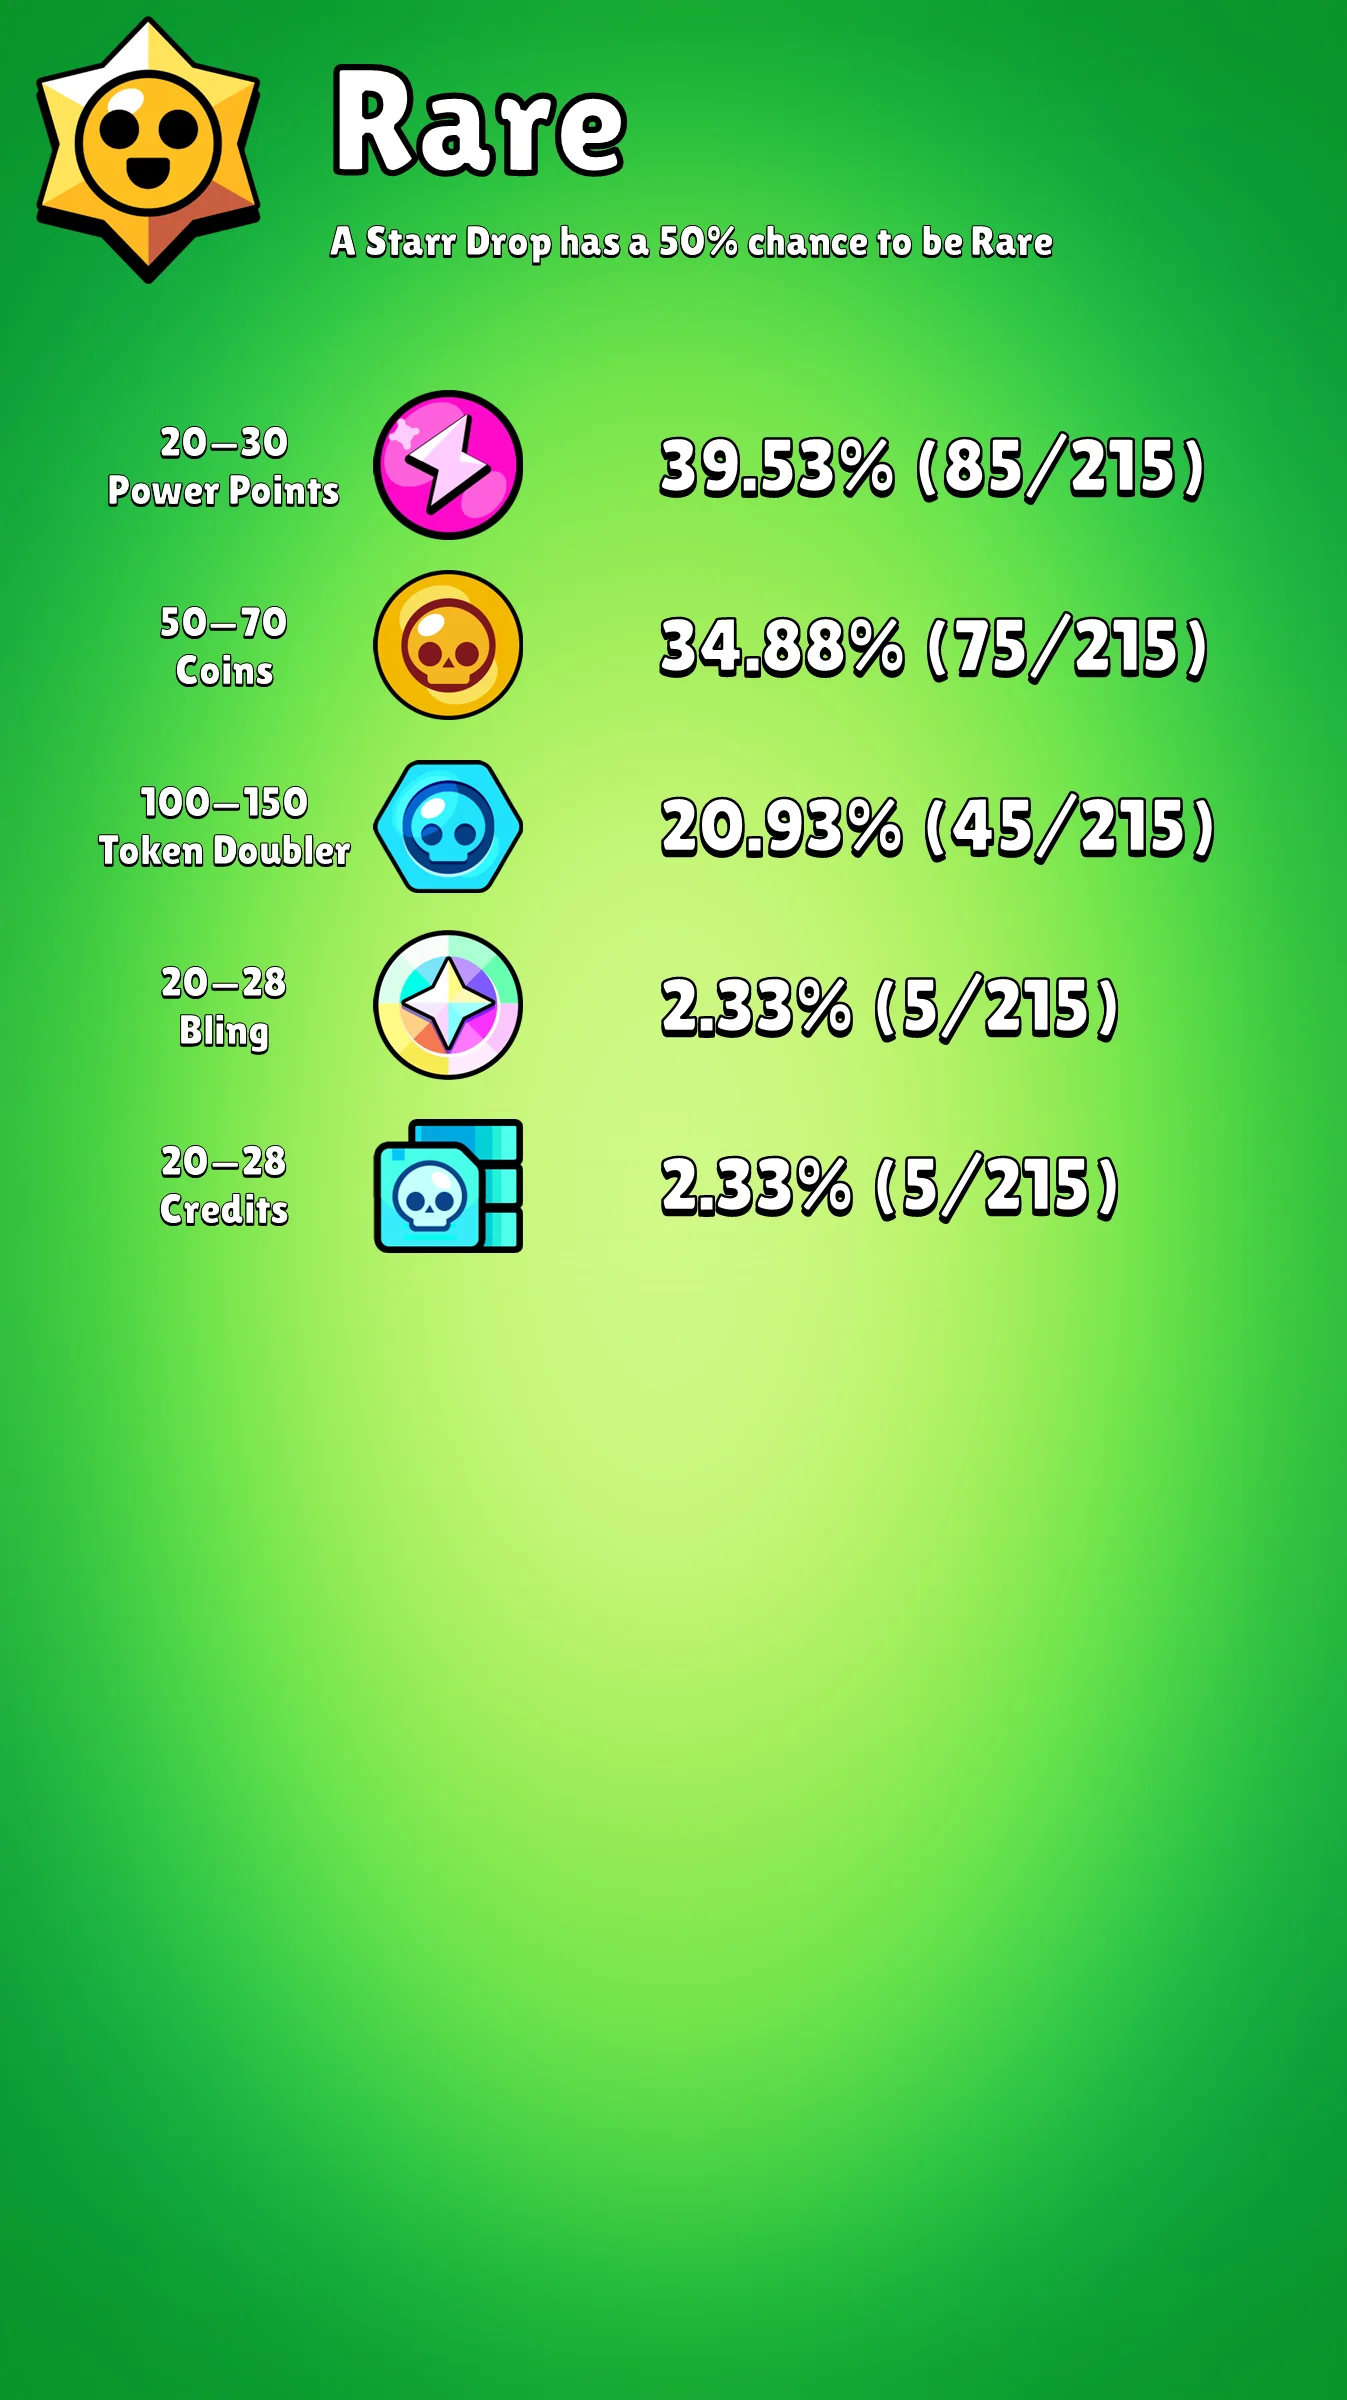 Rare
A Starr Drop has a 50% chance to be Rare
20–30
Power Points
39.53% (85/215)
50–70
Coins
34.88% (75/215)
100–150
Token Doubler
20.93% (45/215)
20–28
Bling
2.33% (5/215)
20–28
Credits
2.33% (5/215)